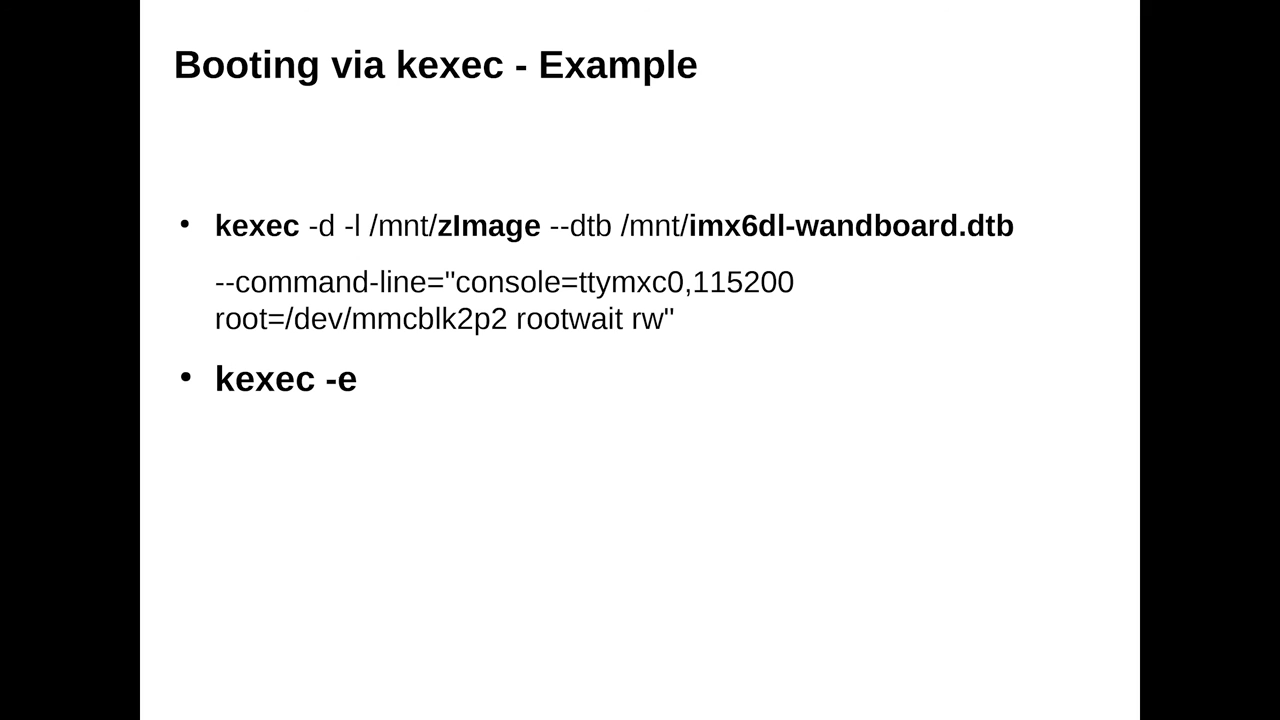 Booting via kexec - Example
• kexec -d -l /mnt/zImage --dtb /mnt/imx6dl-wandboard.dtb
--command-line="console=ttymxc0,115200
root=/dev/mmcblk2p2 rootwait rw"
• kexec -e